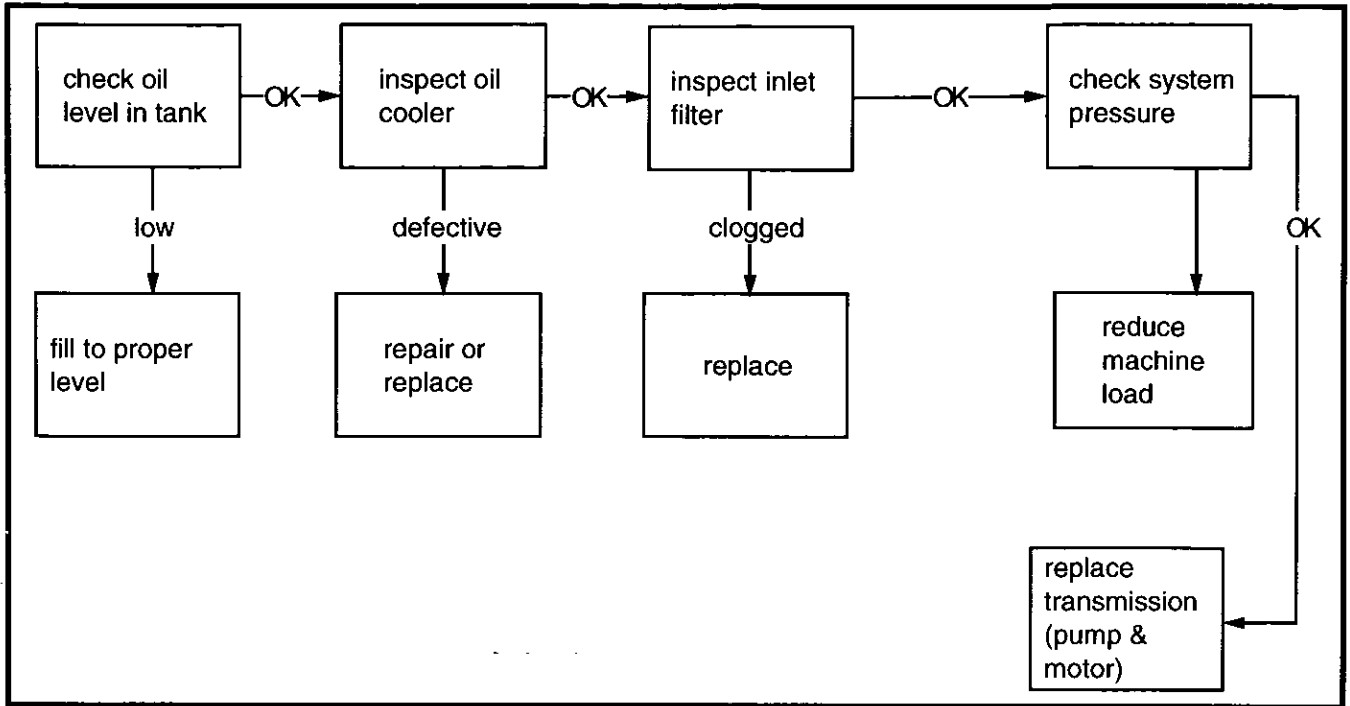 check oil
level in tank
OK
inspect oil
cooler
OK
inspect inlet
filter
OK
check system
pressure
low
defective
clogged
OK
fill to proper
level
repair or
replace
replace
reduce
machine
load
replace
transmission
(pump &
motor)